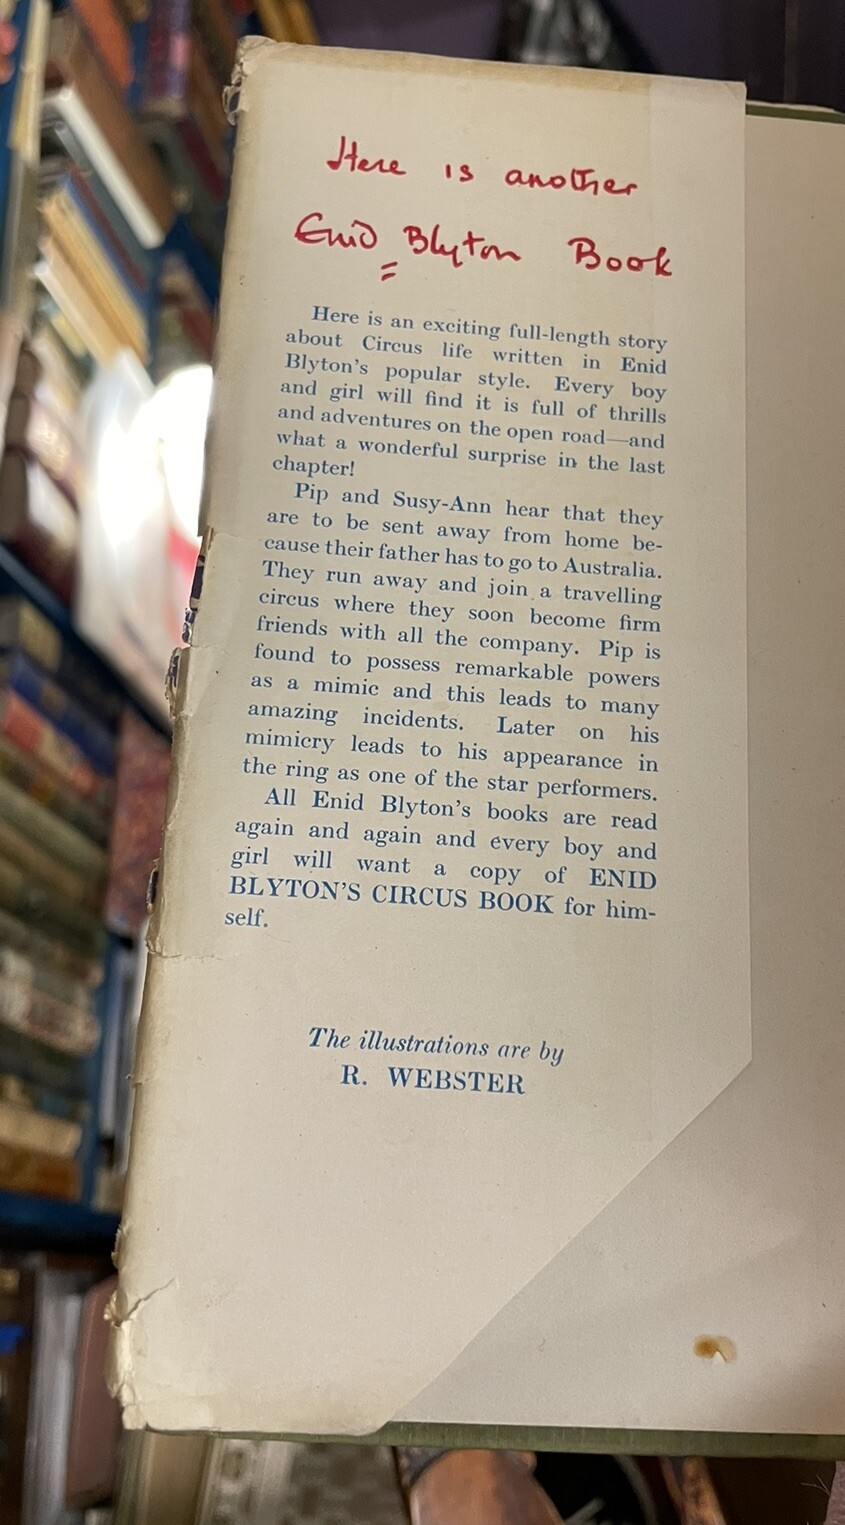 Here is another
Enid Blyton Book
Here is an exciting full-length story
about Circus life written in Enid
Blyton's popular style. Every boy
and girl will find it is full of thrills
and adventures on the open road—and
what a wonderful surprise in the last
chapter!
Pip and Susy-Ann hear that they
are to be sent away from home be-
cause their father has to go to Australia.
They run away and join a travelling
circus where they soon become firm
friends with all the company. Pip is
found to possess remarkable powers
as a mimic and this leads to many
amazing incidents. Later on his
mimicry leads to his appearance in
the ring as one of the star performers.
All Enid Blyton's books are read
again and again and every boy and
girl will want a copy of ENID
BLYTON'S CIRCUS BOOK for him-
self.
The illustrations are by
R. WEBSTER